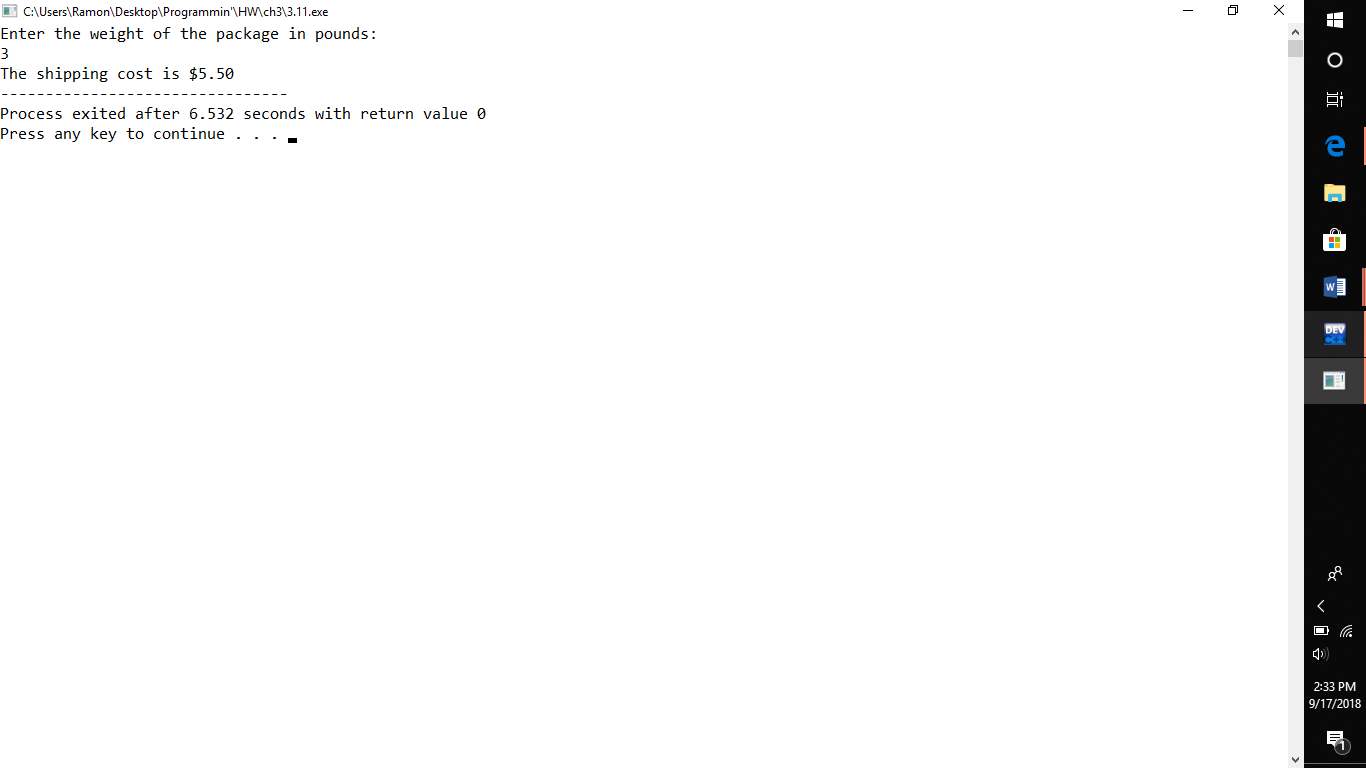 C:\Users\Ramon\Desktop\Programmin'\HW\ch3\3.11.exe
Enter the weight of the package in pounds:
3
The shipping cost is $5.50
--------------------------------
Process exited after 6.532 seconds with return value 0
Press any key to continue . . .
W
DEV
2:33 PM
9/17/2018
1